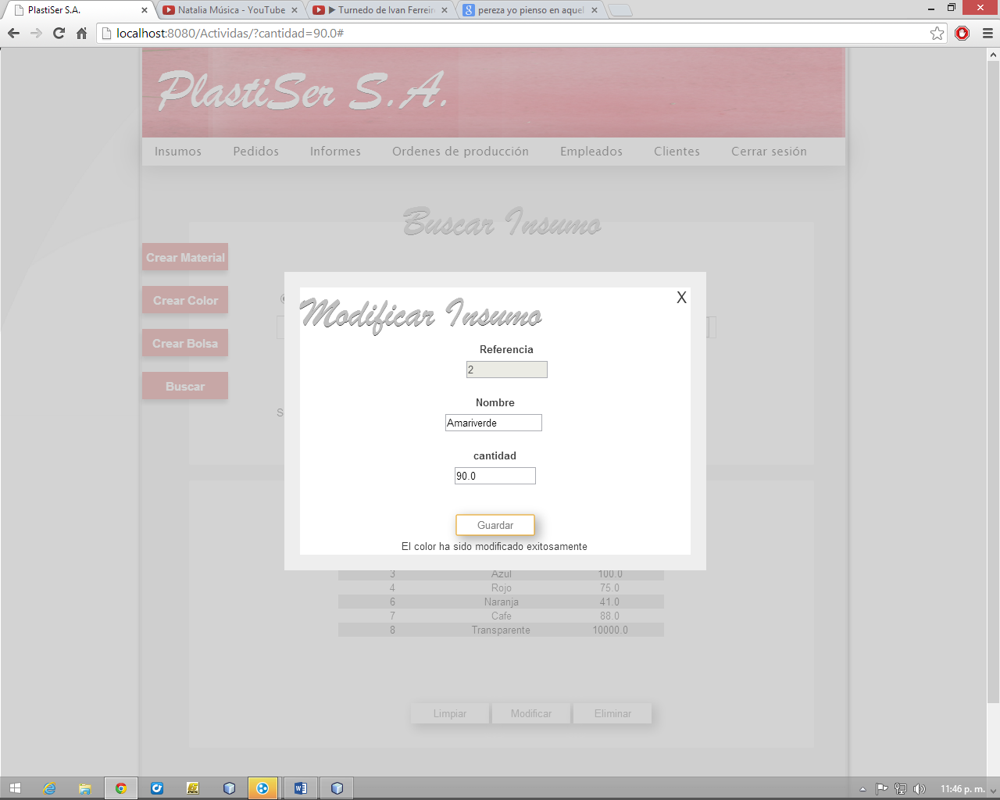 PlastiSer S.A.
Natalia Música - YouTube
▶ Turnedo de Ivan Ferreir
pereza yo pienso en aquel
localhost:8080/Actividas/?cantidad=90.0#
PlastiSer S.A.
Insumos Pedidos Informes Ordenes de producción Empleados Clientes Cerrar sesión
Buscar Insumo
Crear Material
Crear Color
Crear Bolsa
Buscar
S
X
Modificar Insumo
Referencia
2
Nombre
Amariverde
cantidad
90.0
Guardar
El color ha sido modificado exitosamente
3 Azul 100.0
4 Rojo 75.0
6 Naranja 41.0
7 Cafe 88.0
8 Transparente 10000.0
Limpiar Modificar Eliminar
11:46 p. m.